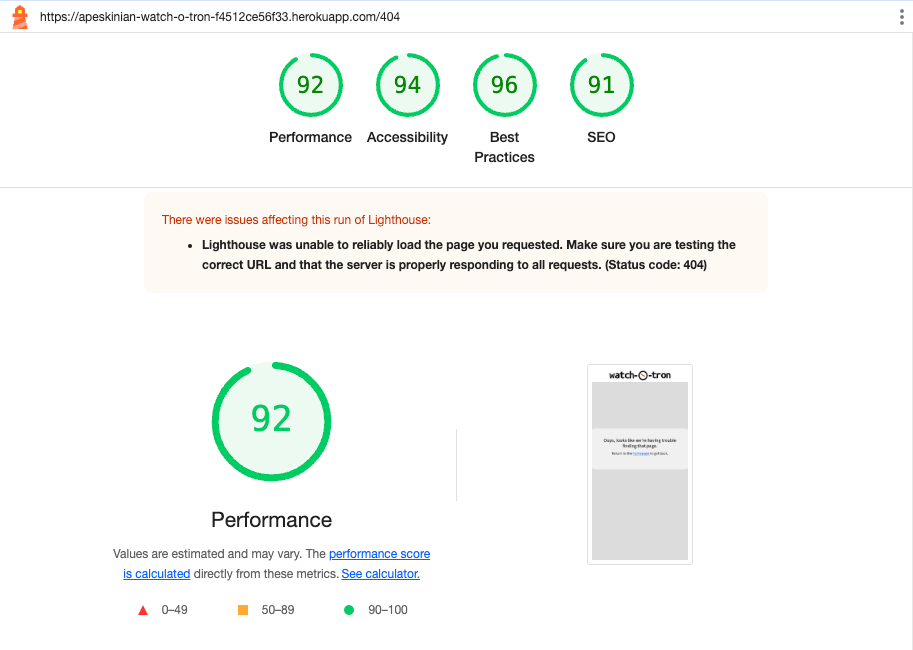 https://apeskinian-watch-o-tron-f4512ce56f33.herokuapp.com/404
92
94
96
91
Performance
Accessibility
Best
Practices
SEO
There were issues affecting this run of Lighthouse:
• Lighthouse was unable to reliably load the page you requested. Make sure you are testing the
correct URL and that the server is properly responding to all requests. (Status code: 404)
92
Performance
Values are estimated and may vary. The performance score
is calculated directly from these metrics. See calculator.
0–49
50–89
90–100
watch-o-tron
Oops, looks like we're having trouble
finding that page.
Return to the homepage to get back.